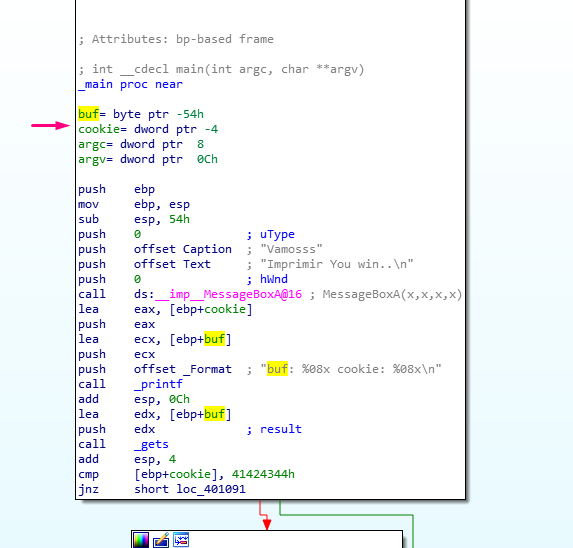 ; Attributes: bp-based frame
; int __cdecl main(int argc, char **argv)
_main proc near
buf= byte ptr -54h
cookie= dword ptr -4
argc= dword ptr  8
argv= dword ptr  0Ch
push    ebp
mov     ebp, esp
sub     esp, 54h
push    0               ; uType
push    offset Caption  ; "Vamosss"
push    offset Text     ; "Imprimir You win..\n"
push    0               ; hWnd
call    ds:__imp__MessageBoxA@16 ; MessageBoxA(x,x,x,x)
lea     eax, [ebp+cookie]
push    eax
lea     ecx, [ebp+buf]
push    ecx
push    offset _Format  ; "buf: %08x cookie: %08x\n"
call    _printf
add     esp, 0Ch
lea     edx, [ebp+buf]
push    edx             ; result
call    _gets
add     esp, 4
cmp     [ebp+cookie], 41424344h
jnz     short loc_401091